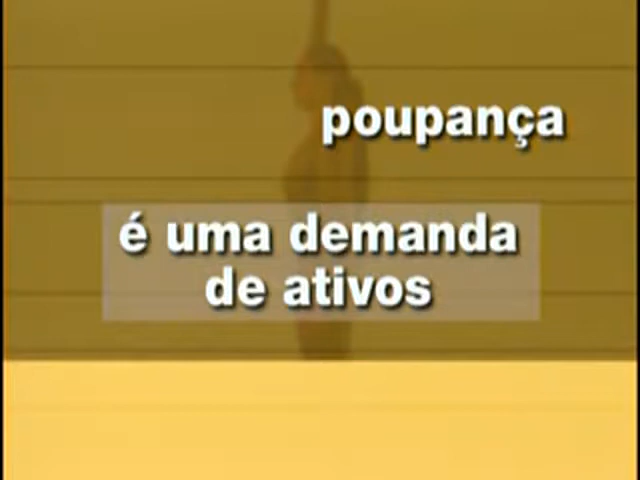 poupança
é uma demanda
de ativos